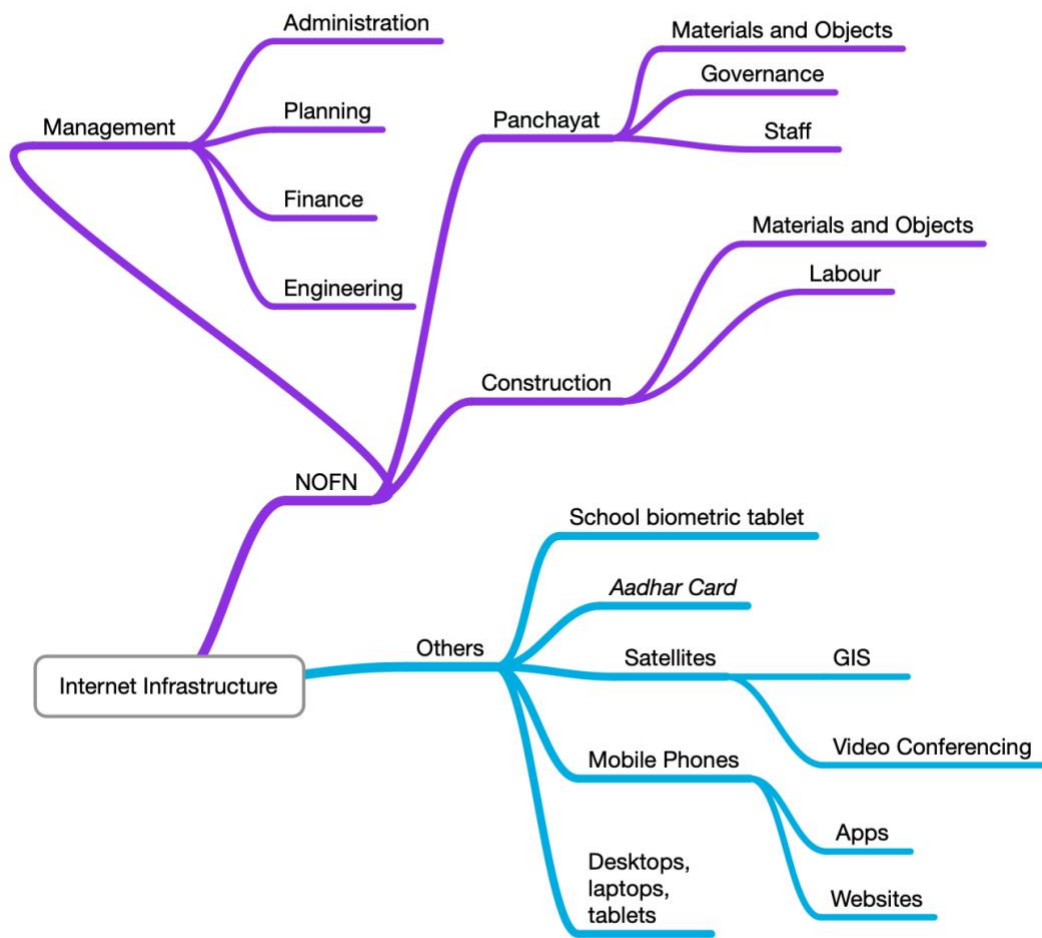 Administration
Management
Planning
Finance
Engineering
Materials and Objects
Governance
Panchayat
Staff
Materials and Objects
Labour
Construction
NOFN
Internet Infrastructure
School biometric tablet
Aadhar Card
Others
Satellites
GIS
Video Conferencing
Mobile Phones
Apps
Websites
Desktops,
laptops,
tablets